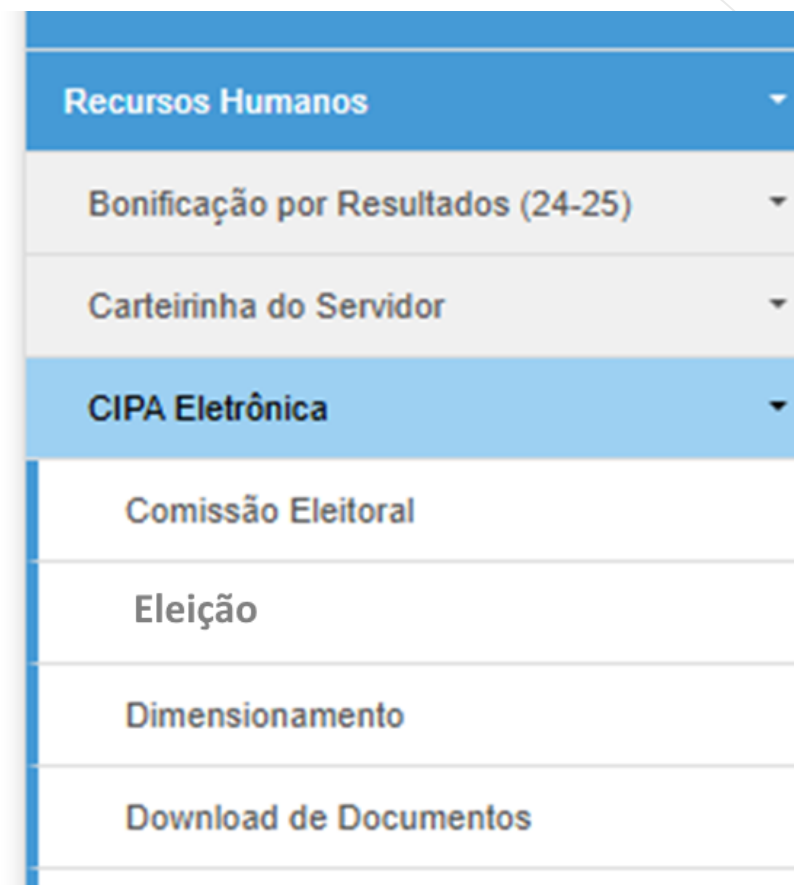 Recursos Humanos
Bonificação por Resultados (24-25)
Carteirinha do Servidor
CIPA Eletrônica
Comissão Eleitoral
Eleição
Dimensionamento
Download de Documentos